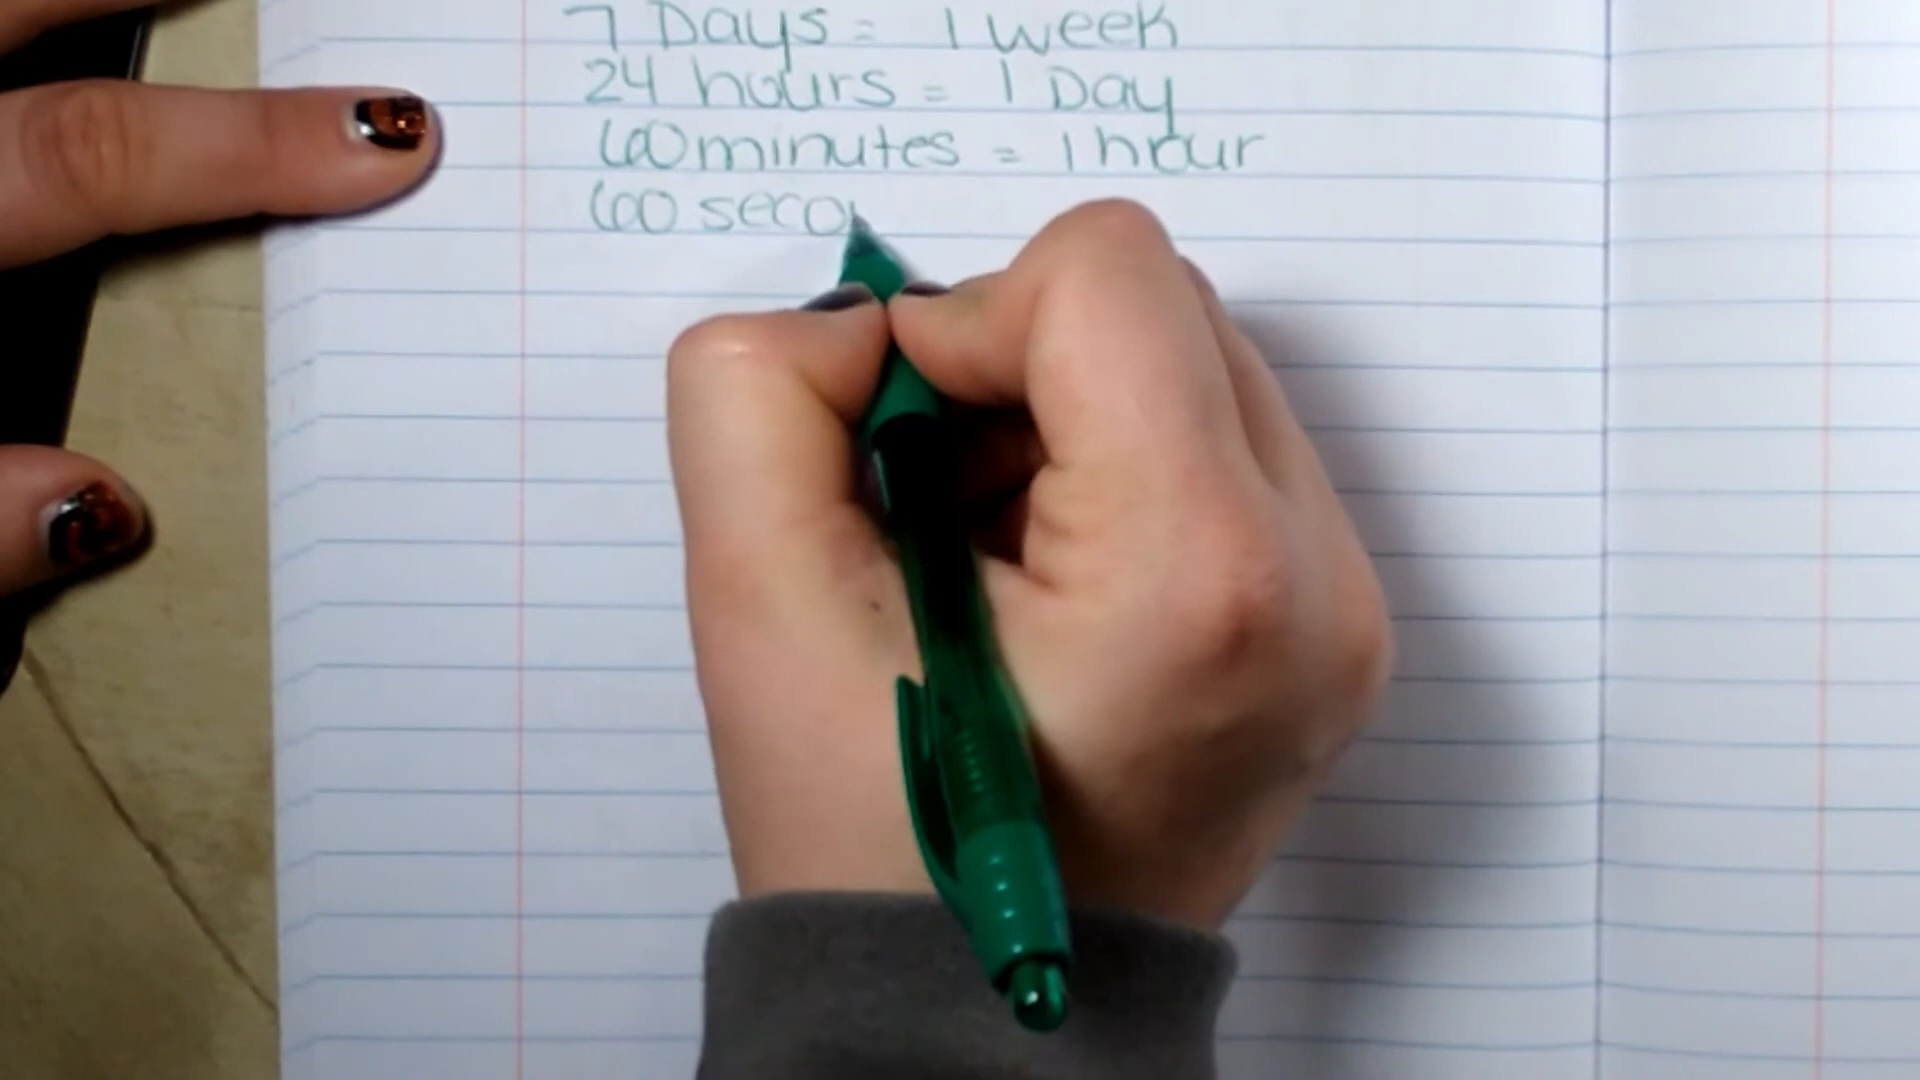 7 Days = 1 week
24 hours = 1 Day
60 minutes = 1 hour
60 seco